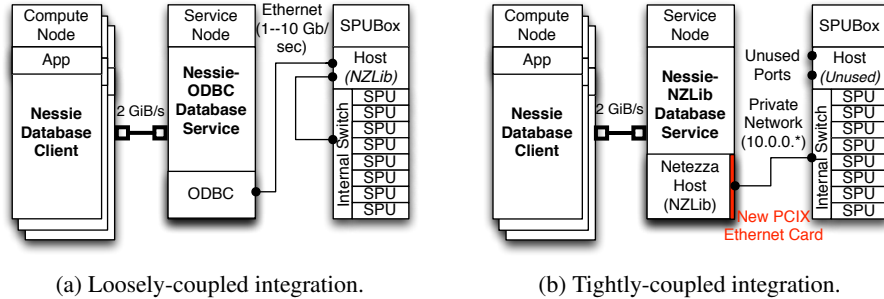 Compute
Node
App
Nessie
Database
Client
2 GiB/s
Service
Node
Nessie-
ODBC
Database
Service
ODBC
Ethernet
(1--10 Gb/
sec)
SPUBox
Host
(NZLib)
Internal Switch
SPU
SPU
SPU
SPU
SPU
SPU
SPU
SPU
(a) Loosely-coupled integration.
Compute
Node
App
Nessie
Database
Client
2 GiB/s
Service
Node
Nessie-
NZLib
Database
Service
Netezza
Host
(NZLib)
New PCIX
Ethernet Card
Unused
Ports
Private
Network
(10.0.0.*)
SPUBox
Host
(Unused)
Internal Switch
SPU
SPU
SPU
SPU
SPU
SPU
SPU
SPU
(b) Tightly-coupled integration.